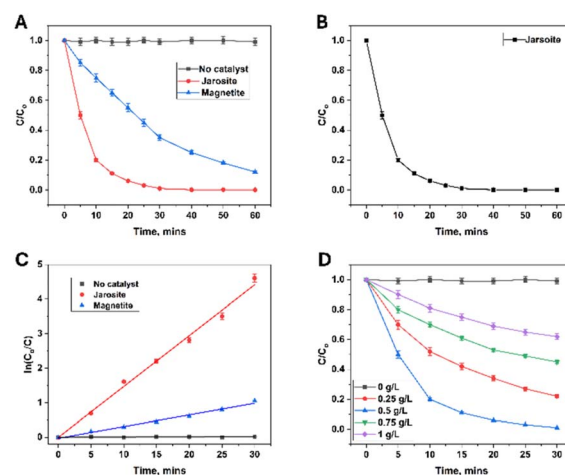 A
1.0
0.8
0.6
0.4
0.2
0.0
C/C₀
No catalyst
Jarosite
Magnetite
0 10 20 30 40 50 60
Time, mins
B
1.0
0.8
0.6
0.4
0.2
0.0
C/C₀
Jarsoite
0 10 20 30 40 50 60
Time, mins
C
5
4
3
2
1
0
ln(C₀/C)
No catalyst
Jarosite
Magnetite
0 5 10 15 20 25 30
Time, mins
D
1.0
0.8
0.6
0.4
0.2
0.0
C/C₀
0 g/L
0.25 g/L
0.5 g/L
0.75 g/L
1 g/L
0 5 10 15 20 25 30
Time, mins